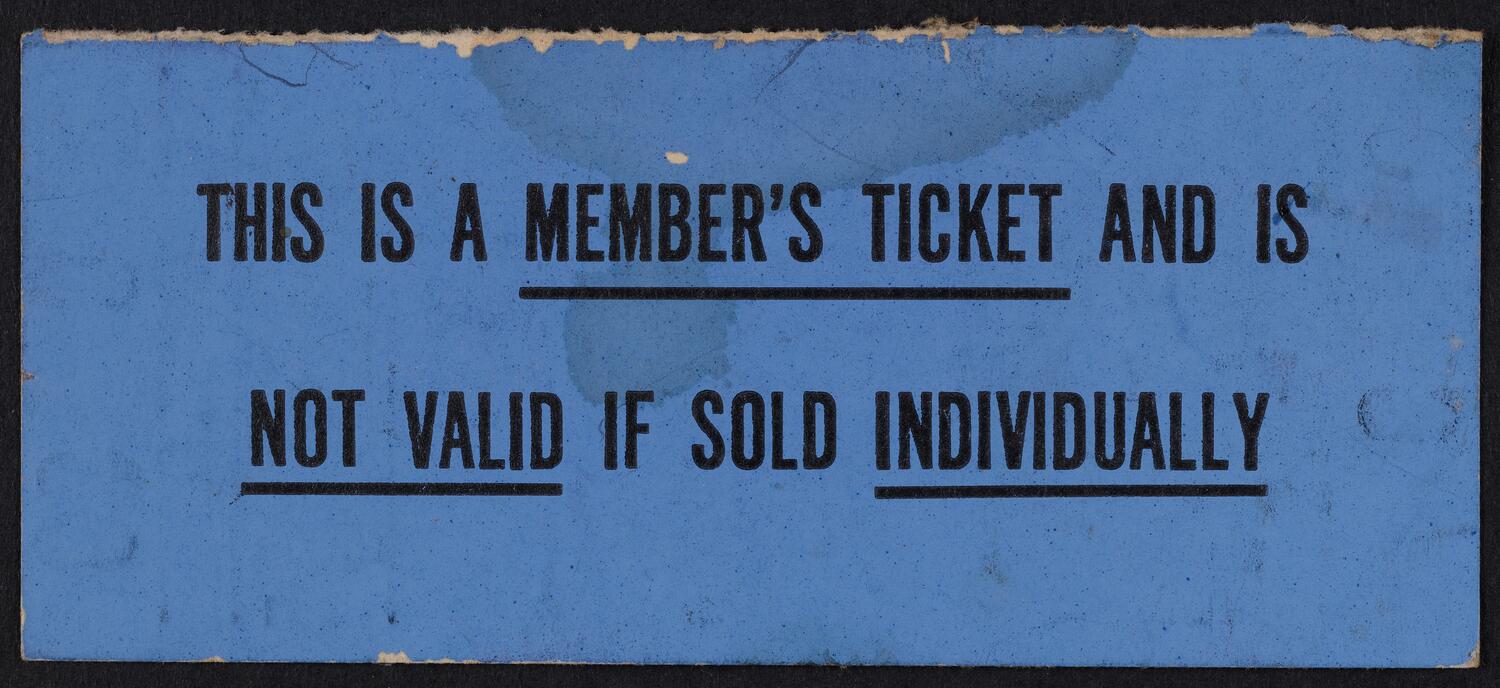 THIS IS A MEMBER’S TICKET AND IS
NOT VALID IF SOLD INDIVIDUALLY